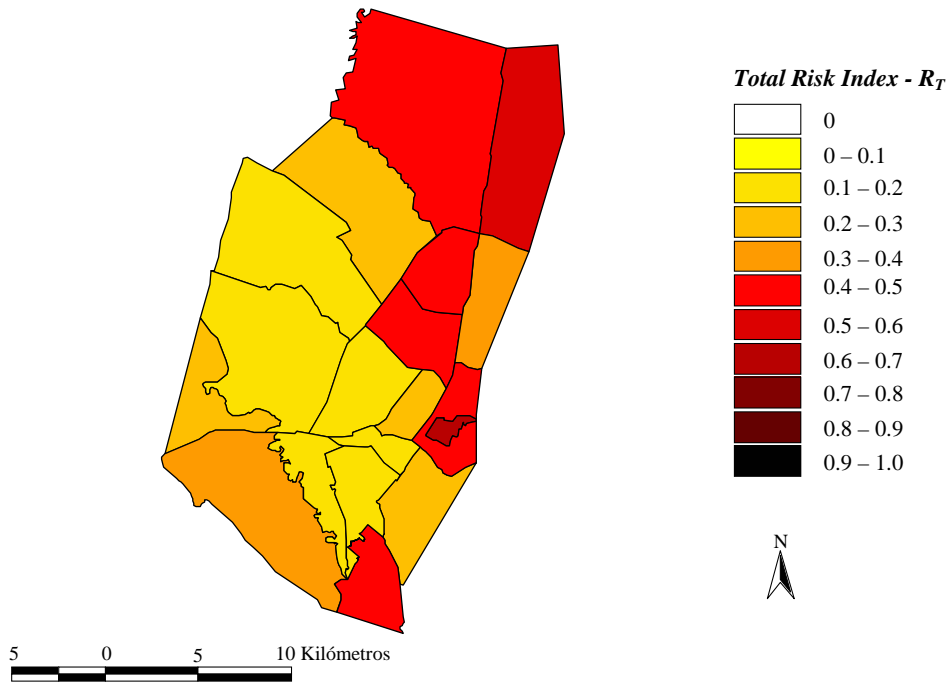 Total Risk Index - RT
0
0 – 0.1
0.1 – 0.2
0.2 – 0.3
0.3 – 0.4
0.4 – 0.5
0.5 – 0.6
0.6 – 0.7
0.7 – 0.8
0.8 – 0.9
0.9 – 1.0
N
5 0 5 10 Kilómetros